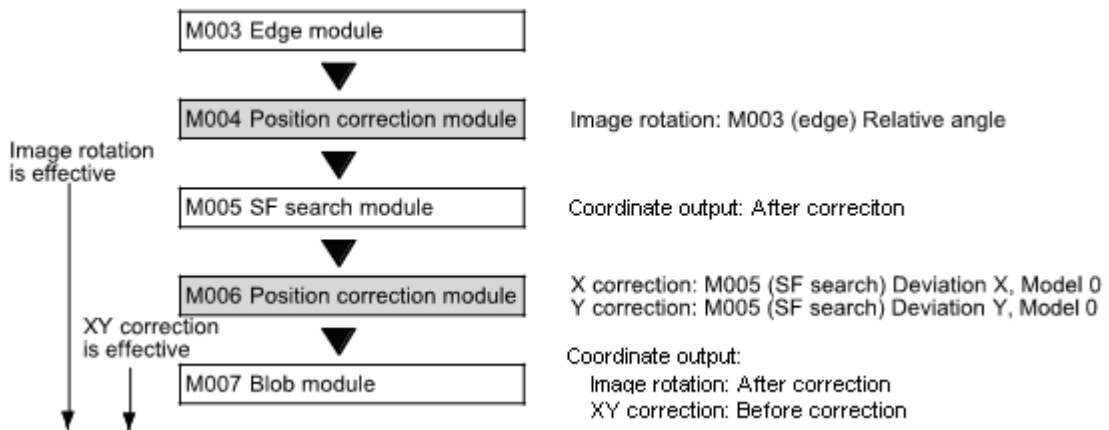 M003 Edge module
M004 Position correction module
Image rotation: M003 (edge) Relative angle
Image rotation
is effective
M005 SF search module
Coordinate output: After correciton
M006 Position correction module
X correction: M005 (SF search) Deviation X, Model 0
Y correction: M005 (SF search) Deviation Y, Model 0
XY correction
is effective
M007 Blob module
Coordinate output:
Image rotation: After correction
XY correction: Before correction